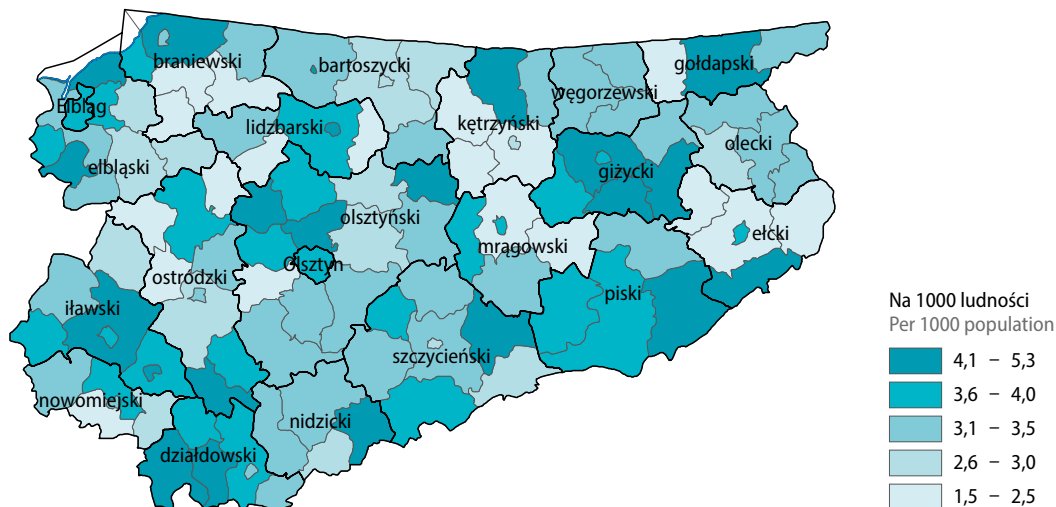 braniewski
bartoszycki
gołdapski
węgorzewski
Elbląg
lidzbarski
kętrzyński
olecki
elbląski
giżycki
olsztyński
mrągowski
ełcki
Olsztyn
ostródzki
piski
iławski
szczycieński
nowomiejski
nidzicki
działdowski
Na 1000 ludności
Per 1000 population
4,1 – 5,3
3,6 – 4,0
3,1 – 3,5
2,6 – 3,0
1,5 – 2,5